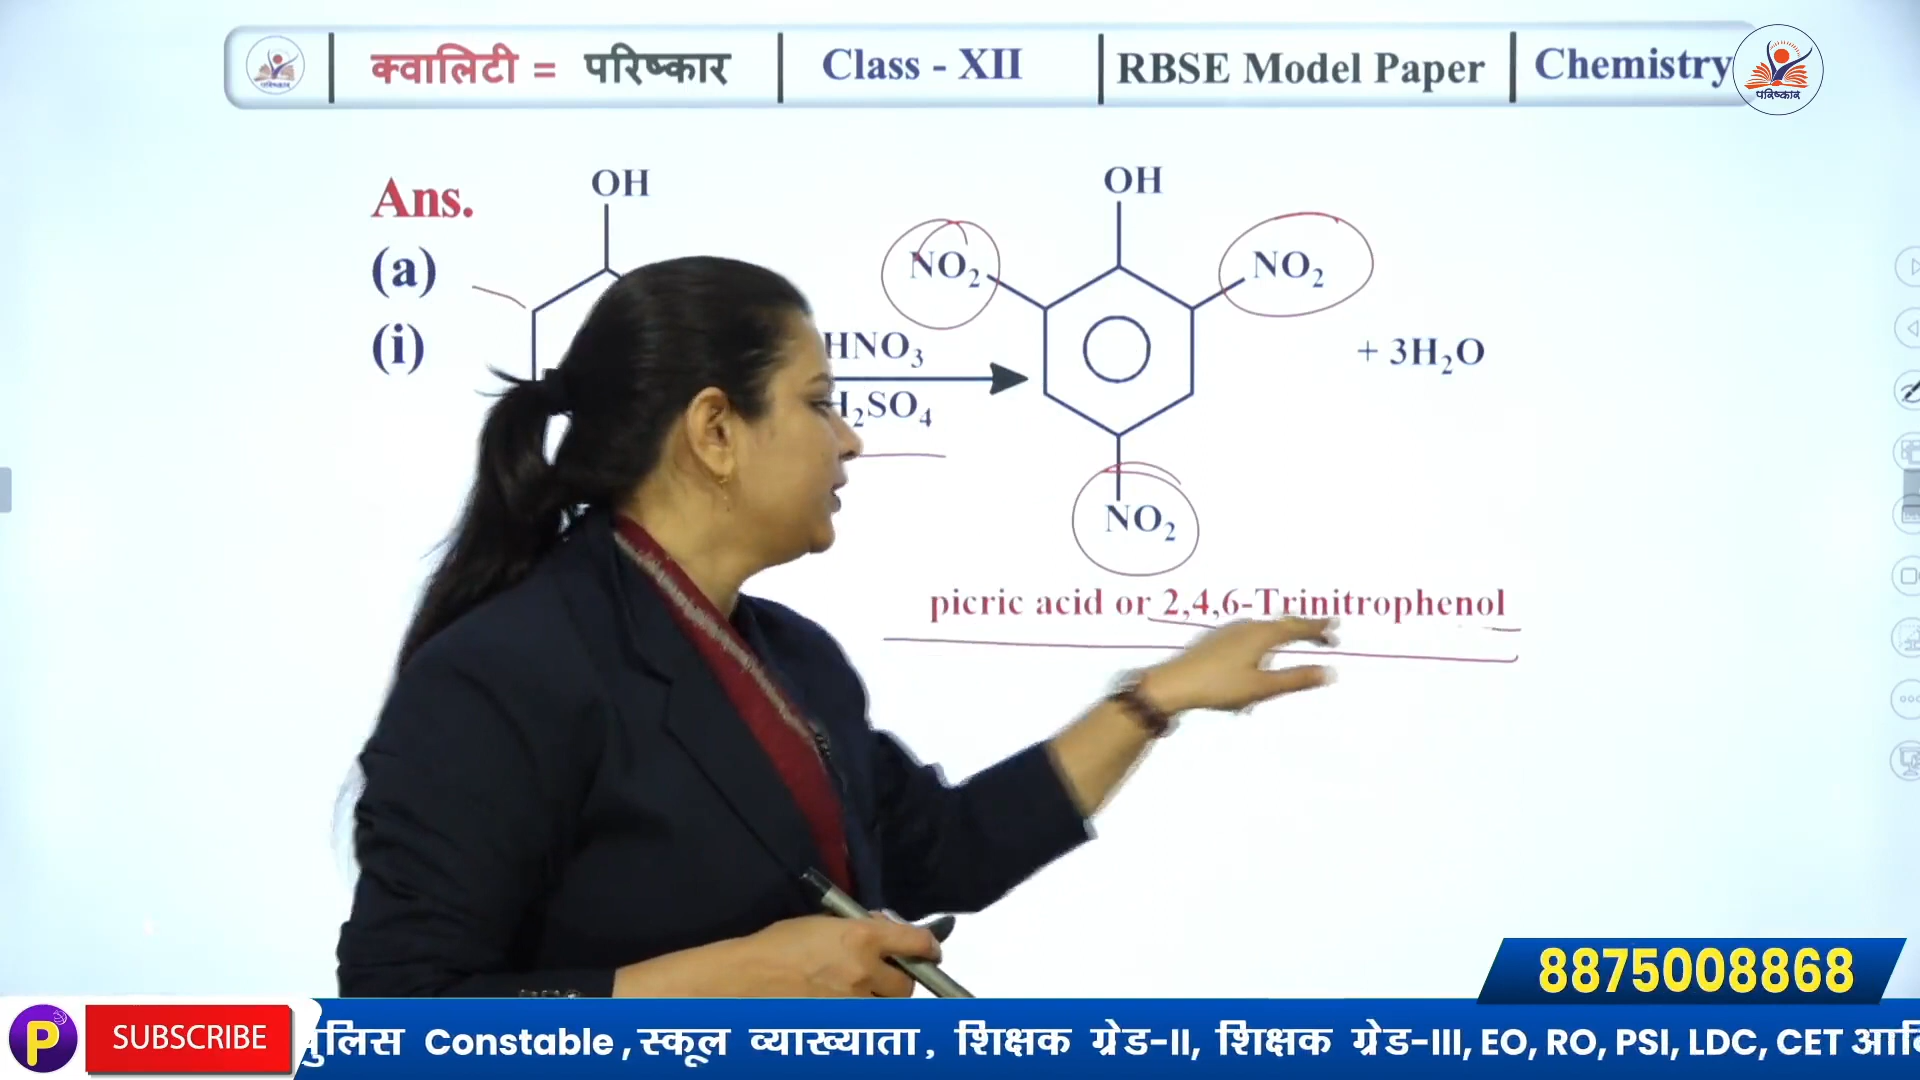 क्वालिटी = परिष्कार
Class - XII
RBSE Model Paper
Chemistry
परिष्कार
Ans.
(a)
(i)
OH
HNO3
H2SO4
OH
NO2
NO2
NO2
+ 3H2O
picric acid or 2,4,6-Trinitrophenol
8875008868
P
SUBSCRIBE
Constable , स्कूल व्याख्याता , शिक्षक ग्रेड-II, शिक्षक ग्रेड-III, EO, RO, PSI, LDC, CET